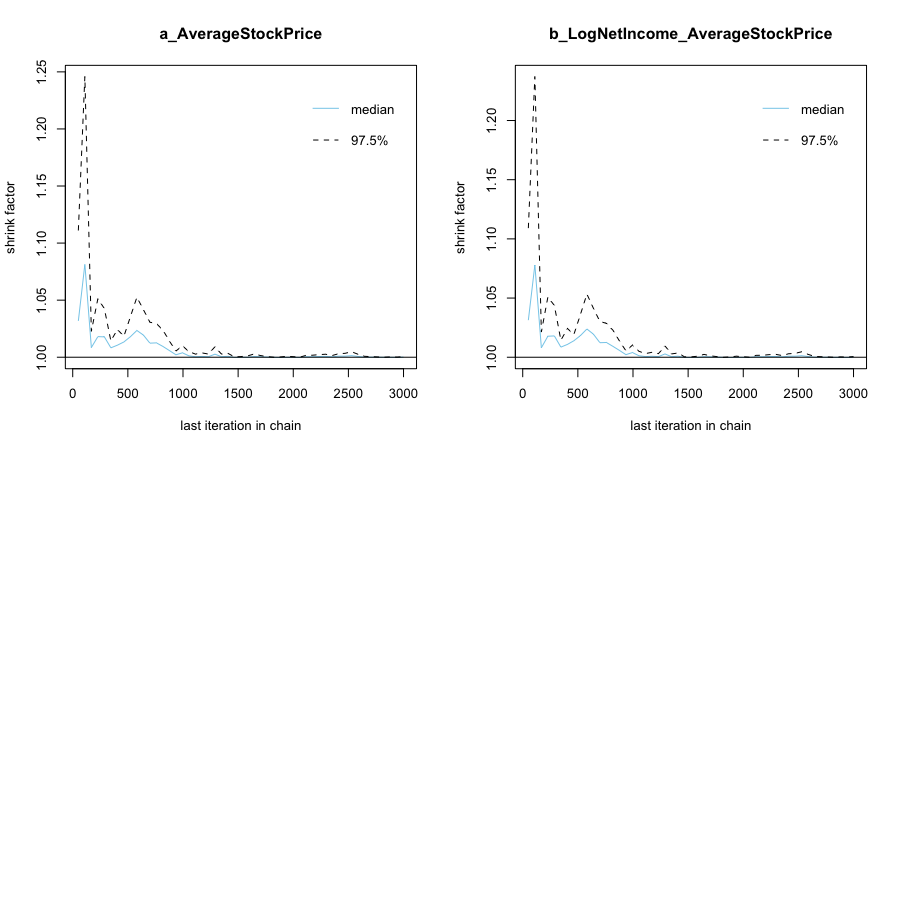 a_AverageStockPrice
shrink factor
1.00 1.05 1.10 1.15 1.20 1.25
median
97.5%
0 500 1000 1500 2000 2500 3000
last iteration in chain
b_LogNetIncome_AverageStockPrice
shrink factor
1.00 1.05 1.10 1.15 1.20
median
97.5%
0 500 1000 1500 2000 2500 3000
last iteration in chain